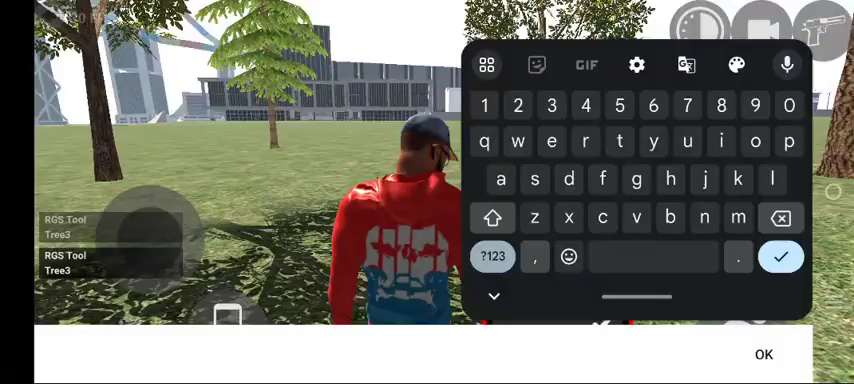 GIF
1 2 3 4 5 6 7 8 9 0
q w e r t y u i o p
a s d f g h j k l
z x c v b n m
?123 , .
RGS Tool
Tree3
RGS Tool
Tree3
OK